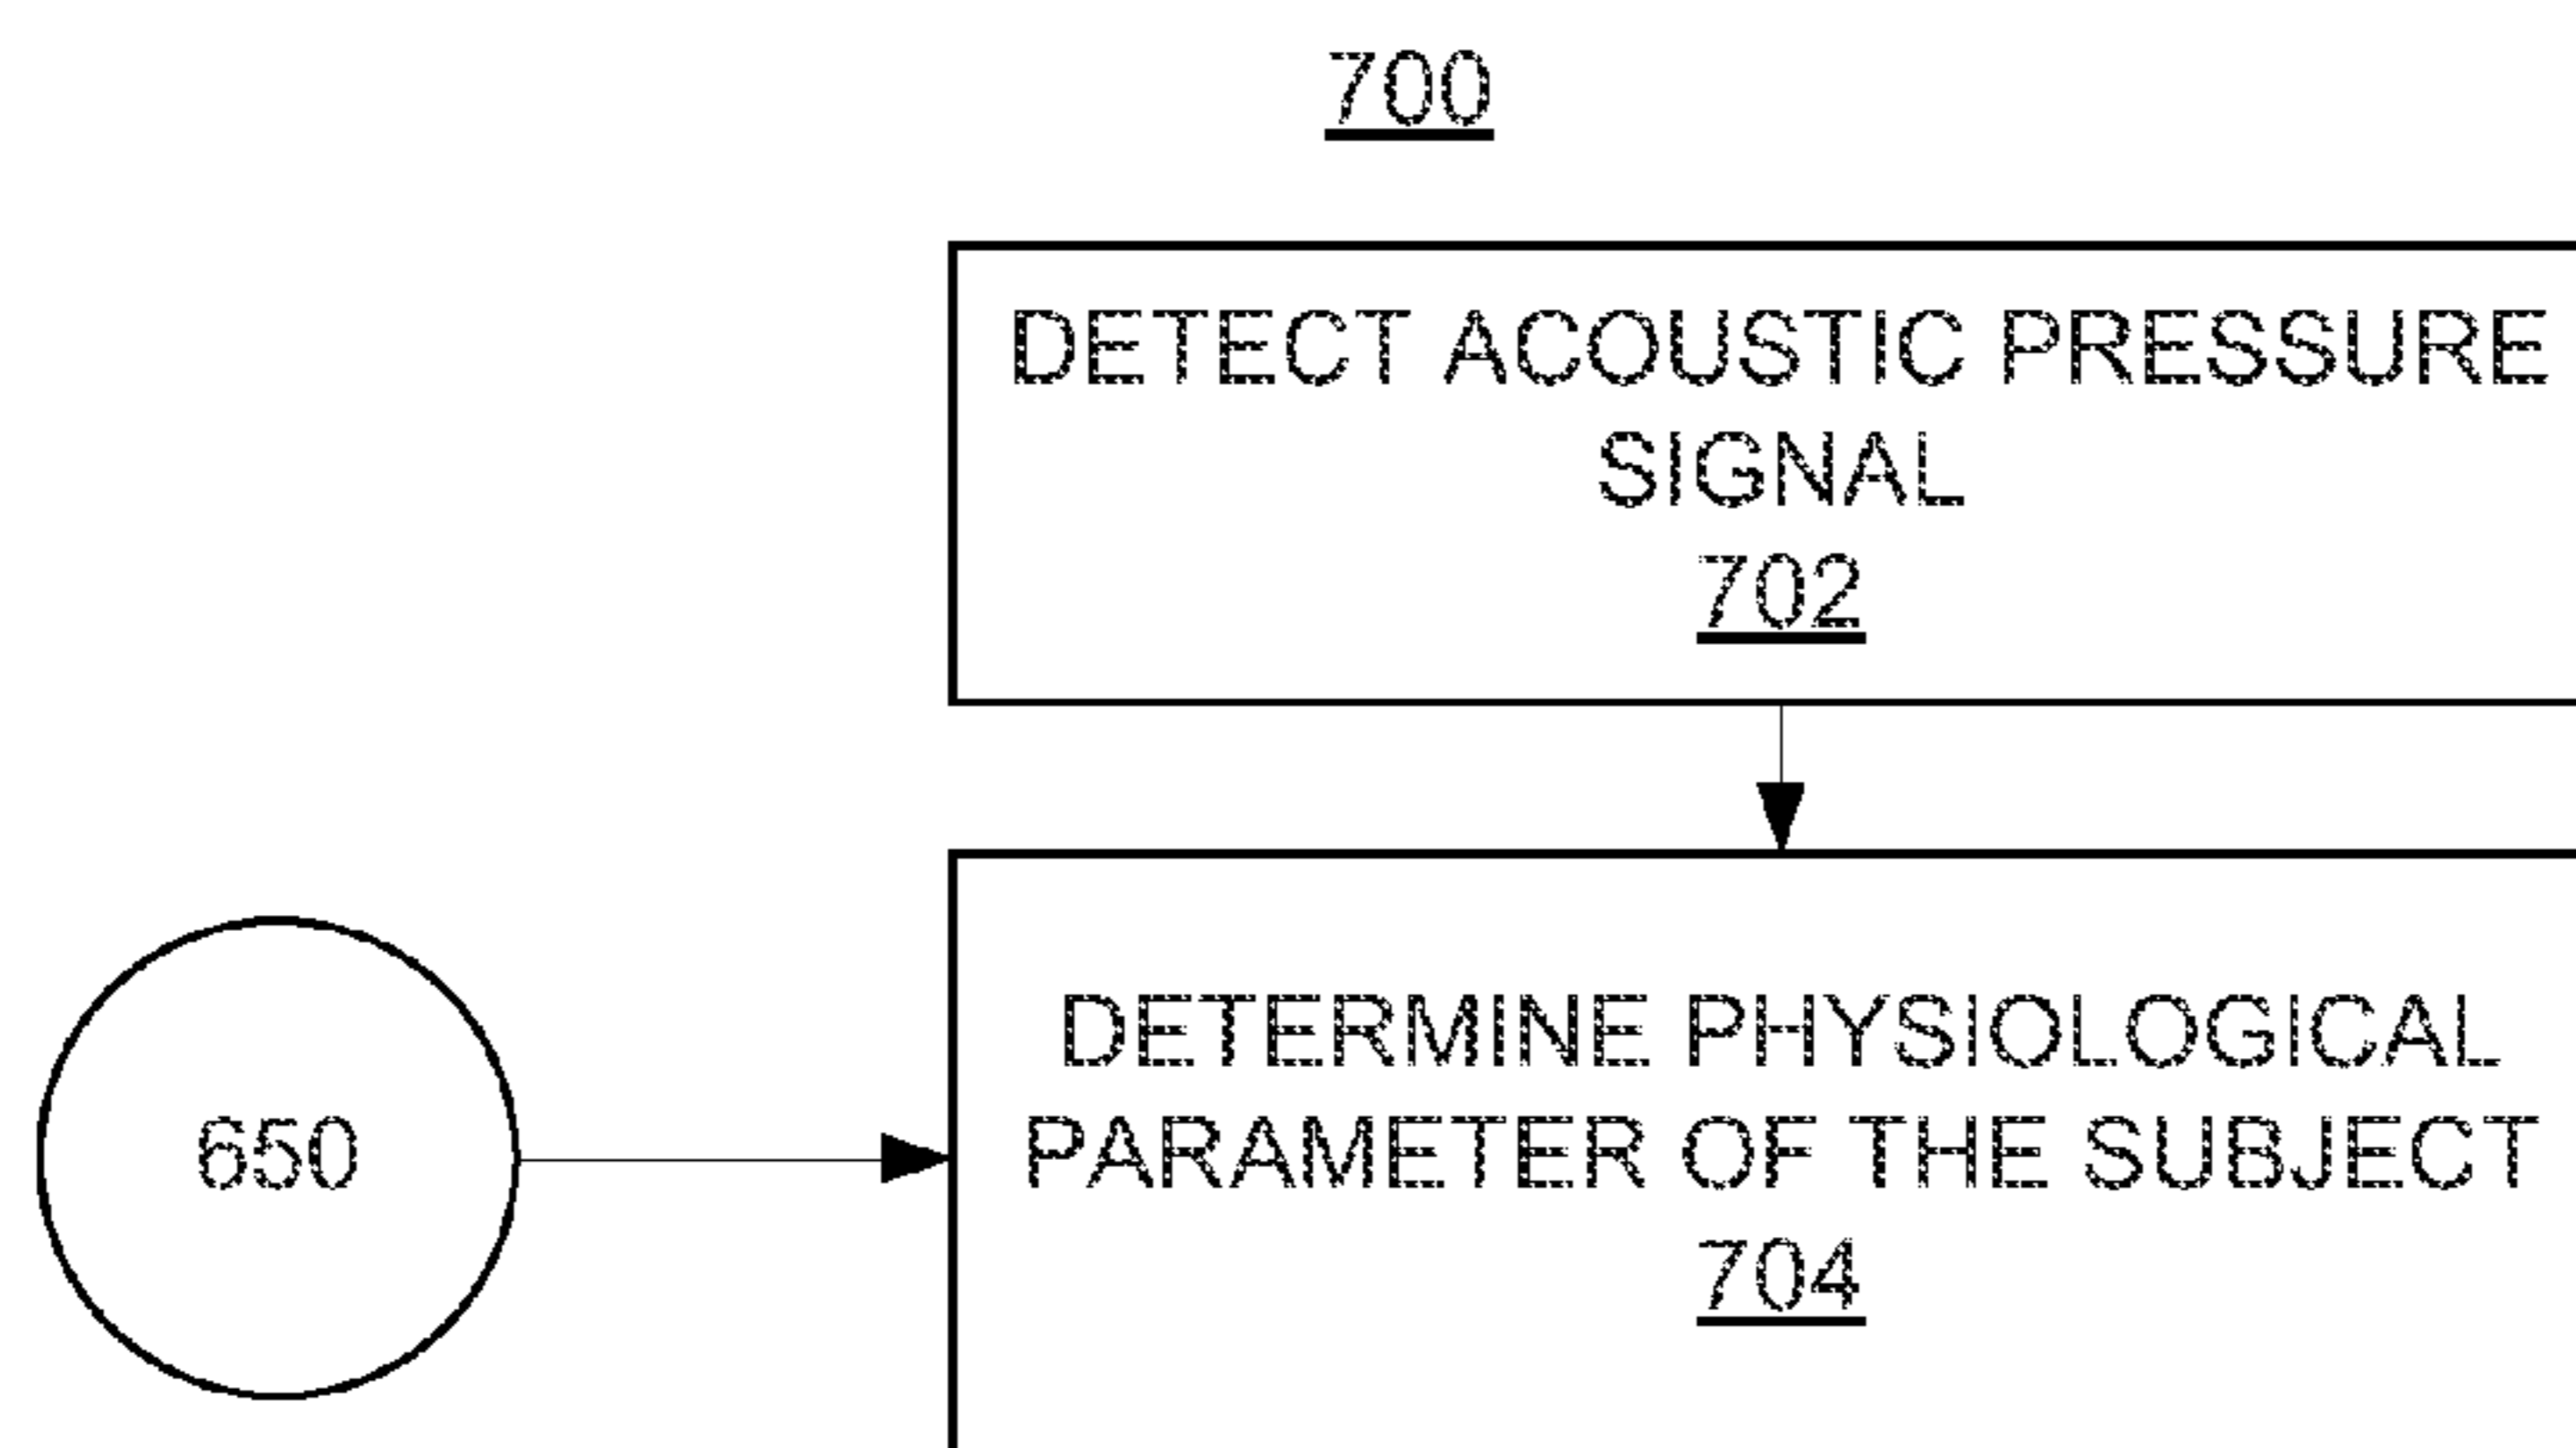 700
DETECT ACOUSTIC PRESSURE
SIGNAL
702
DETERMINE PHYSIOLOGICAL
PARAMETER OF THE SUBJECT
704
650